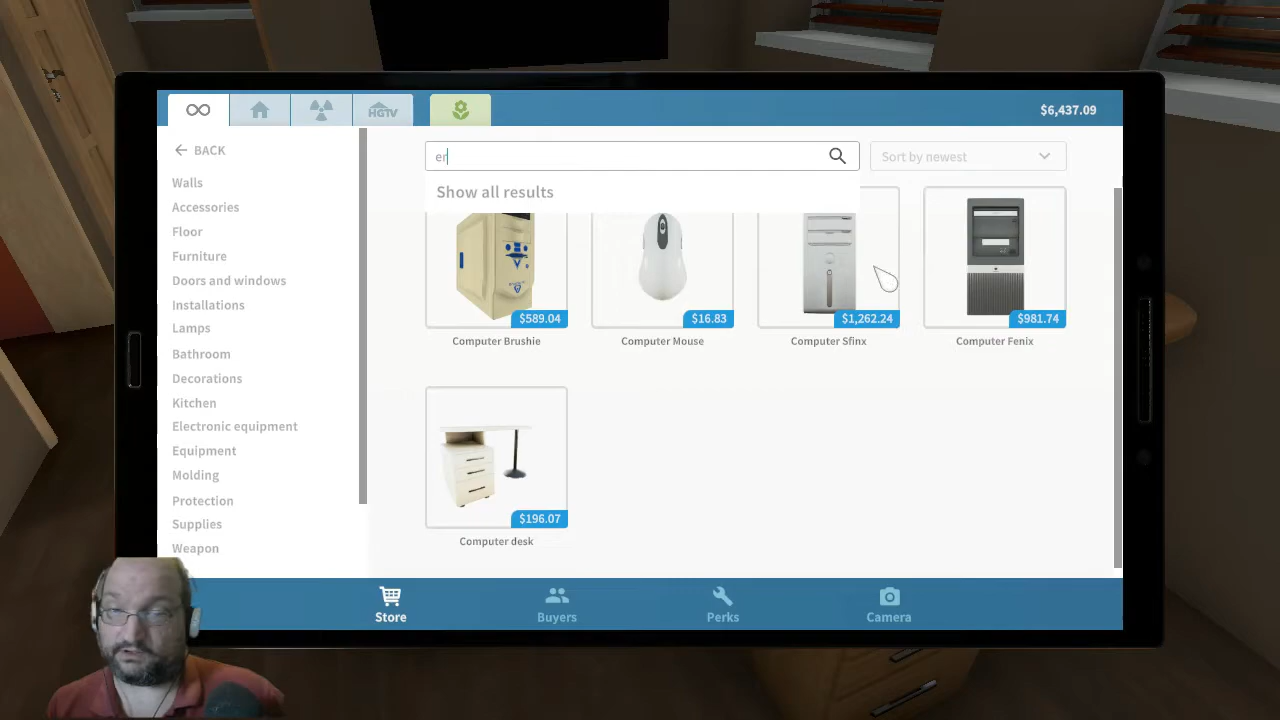 HGTV
$6,437.09
BACK
er
Sort by newest
Show all results
Walls
Accessories
Floor
Furniture
Doors and windows
Installations
Lamps
Bathroom
Decorations
Kitchen
Electronic equipment
Equipment
Molding
Protection
Supplies
Weapon
$589.04
$16.83
$1,262.24
$981.74
Computer Brushie
Computer Mouse
Computer Sfinx
Computer Fenix
$196.07
Computer desk
Store
Buyers
Perks
Camera